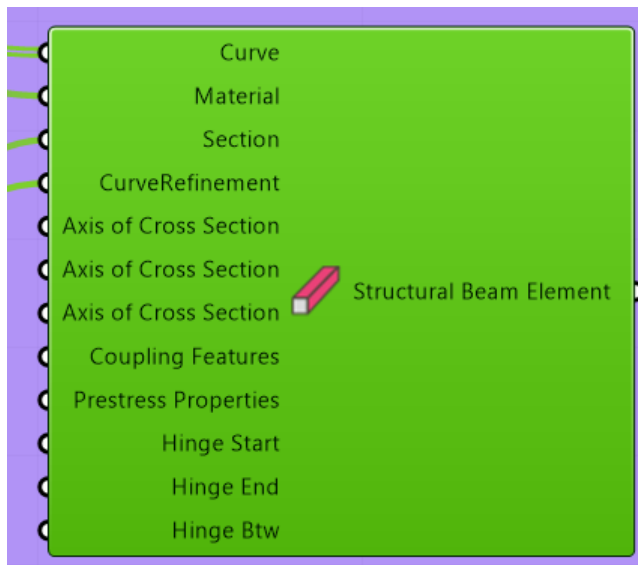 Curve
Material
Section
CurveRefinement
Axis of Cross Section
Axis of Cross Section
Axis of Cross Section
Coupling Features
Prestress Properties
Hinge Start
Hinge End
Hinge Btw
Structural Beam Element